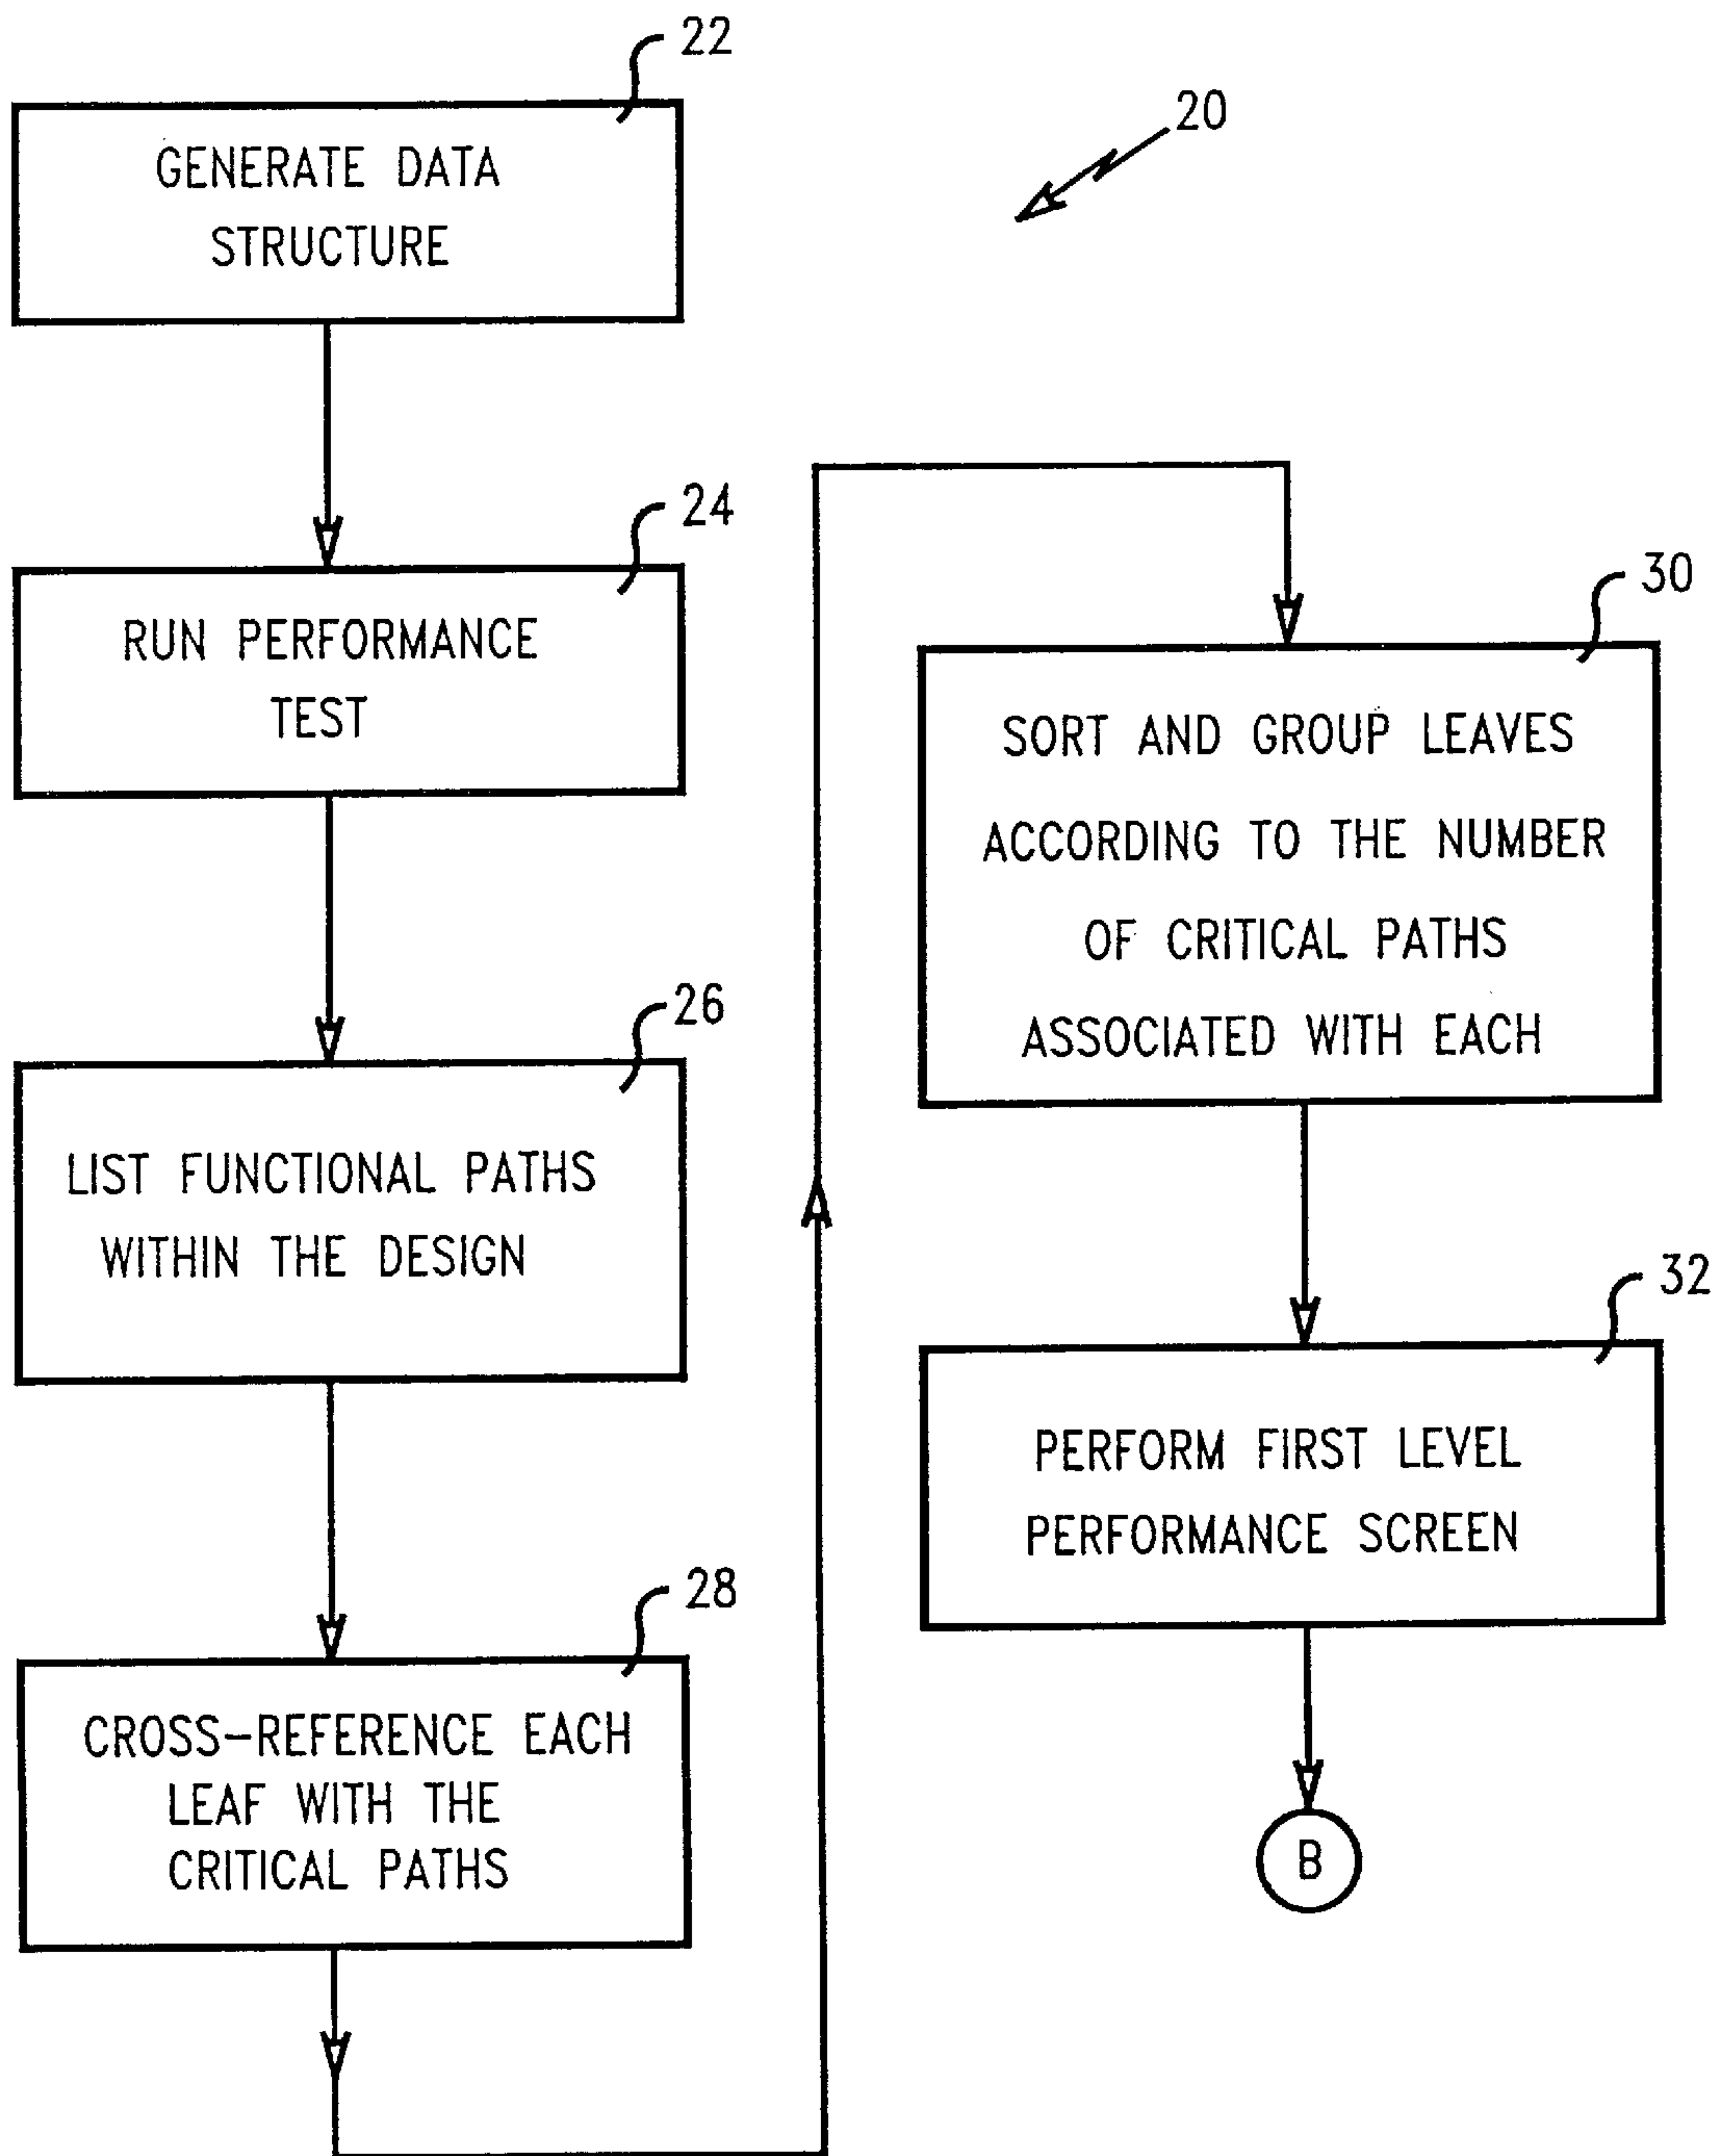 22
GENERATE DATA
STRUCTURE
20
24
RUN PERFORMANCE
TEST
26
LIST FUNCTIONAL PATHS
WITHIN THE DESIGN
28
CROSS-REFERENCE EACH
LEAF WITH THE
CRITICAL PATHS
30
SORT AND GROUP LEAVES
ACCORDING TO THE NUMBER
OF CRITICAL PATHS
ASSOCIATED WITH EACH
32
PERFORM FIRST LEVEL
PERFORMANCE SCREEN
B